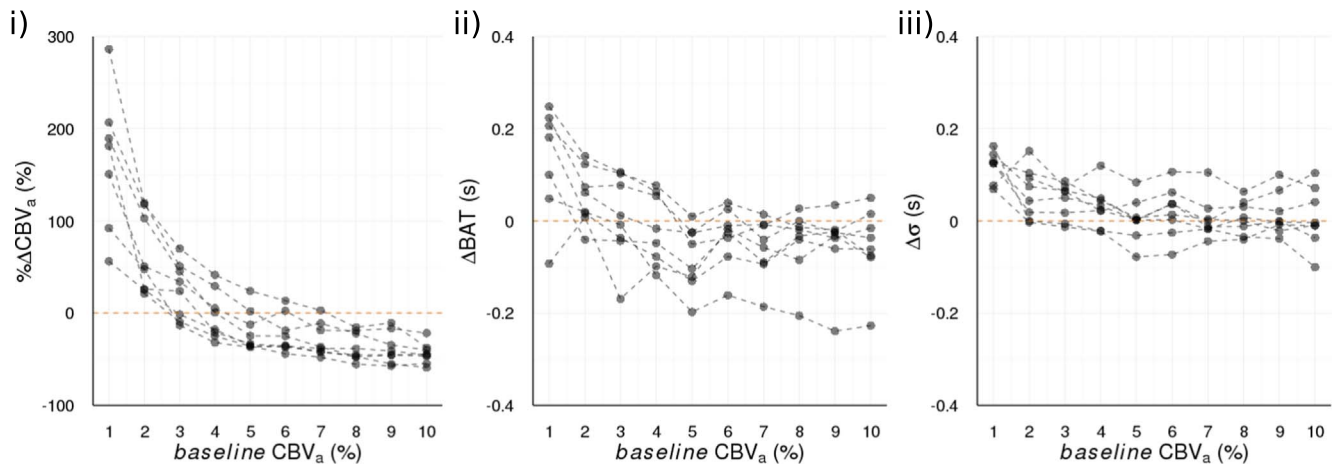 i)
%ΔCBVa (%)
300
200
100
0
-100
1 2 3 4 5 6 7 8 9 10
baseline CBVa (%)
ii)
ΔBAT (s)
0.4
0.2
0
-0.2
-0.4
1 2 3 4 5 6 7 8 9 10
baseline CBVa (%)
iii)
Δσ (s)
0.4
0.2
0
-0.2
-0.4
1 2 3 4 5 6 7 8 9 10
baseline CBVa (%)